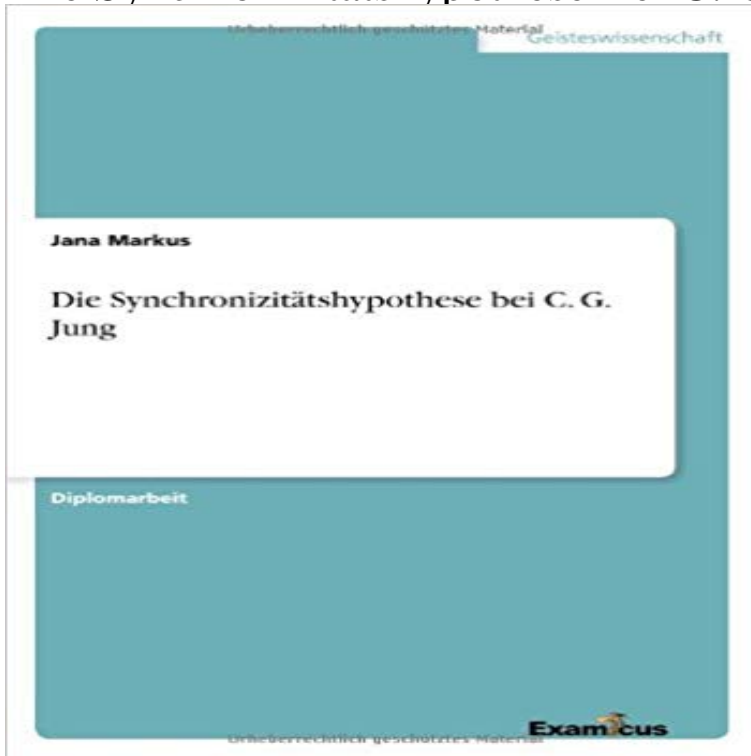 Urheberrechtlich geschütztes Material
Geisteswissenschaft
Jana Markus
Die Synchronizitätshypothese bei C. G.
Jung
Diplomarbeit
Examicus
Urheberrechtlich geschütztes Material